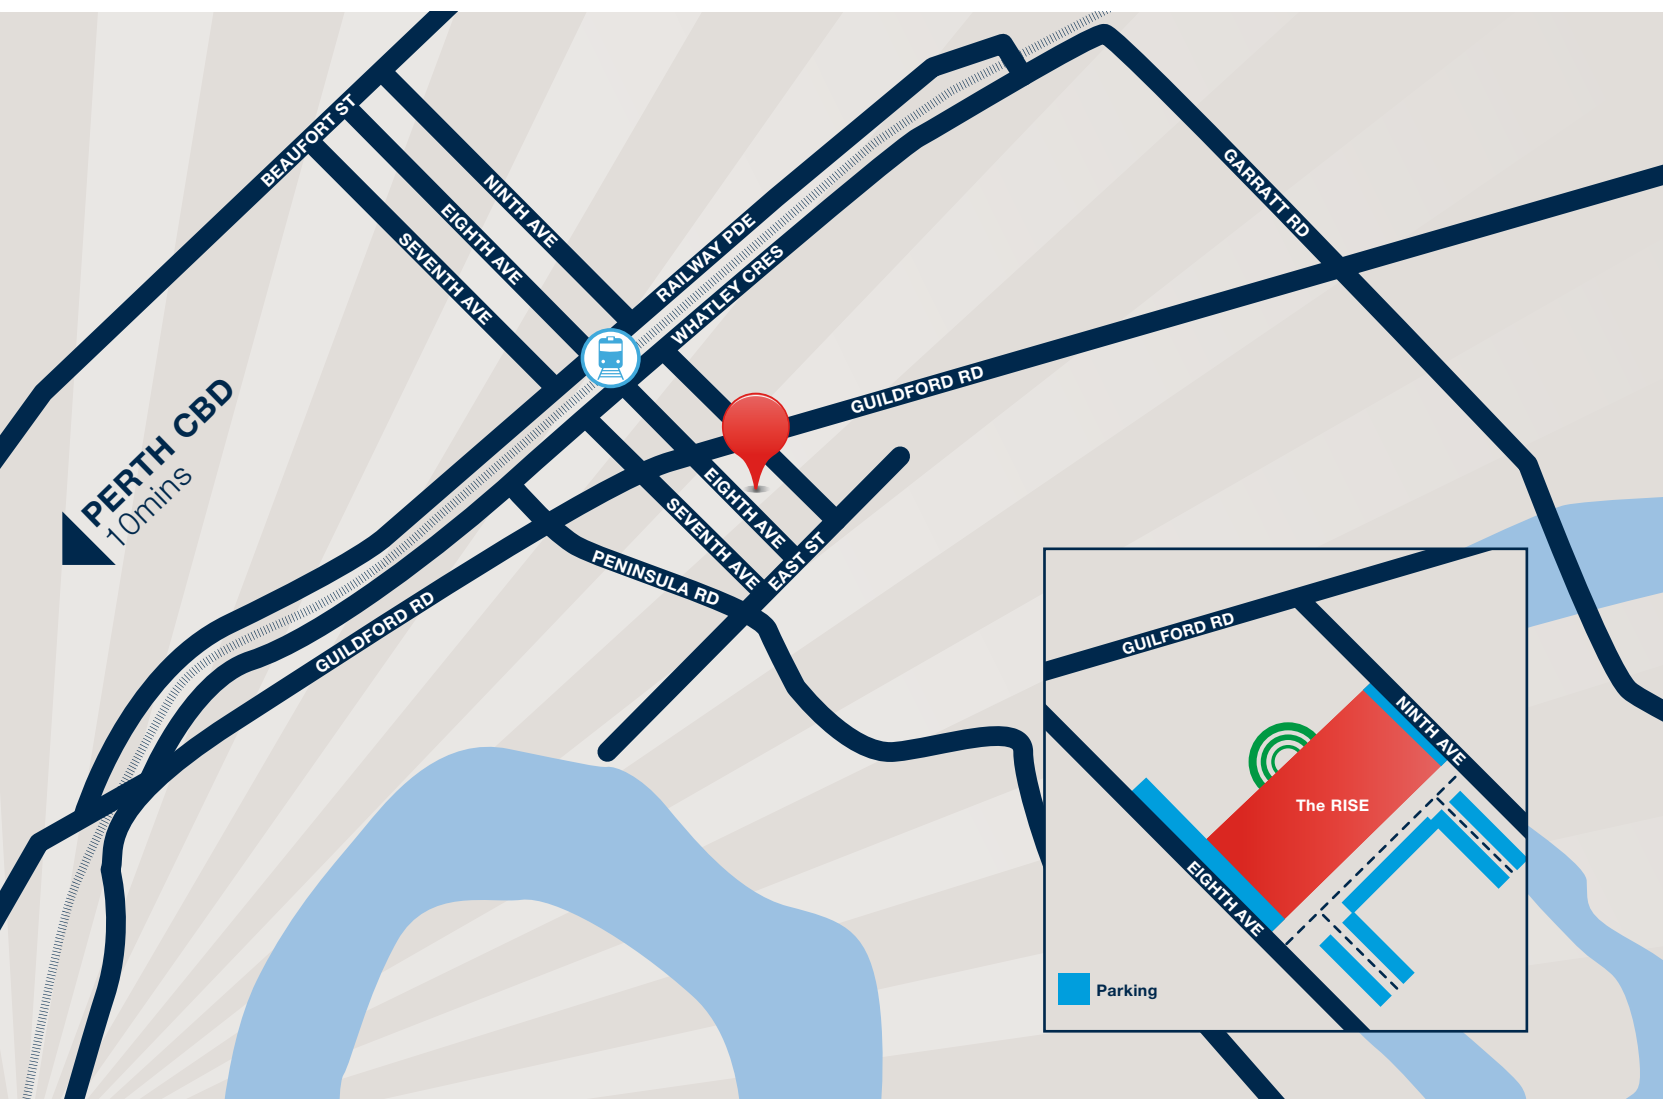 BEAUFORT ST
NINTH AVE
EIGHTH AVE
SEVENTH AVE
RAILWAY PDE
WHATLEY CRES
GARRATT RD
GUILDFORD RD
PERTH CBD
10mins
EIGHTH AVE
SEVENTH AVE
EAST ST
PENINSULA RD
GUILDFORD RD
GUILFORD RD
NINTH AVE
The RISE
EIGHTH AVE
Parking